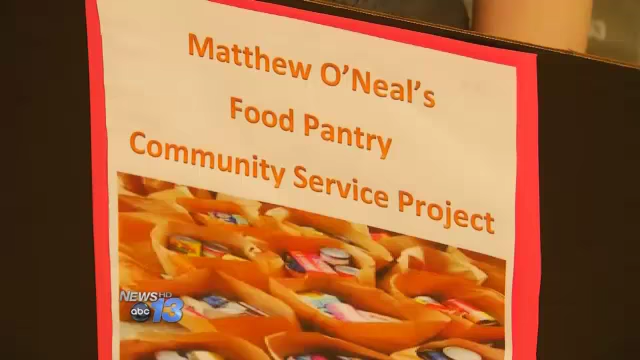 Matthew O'Neal's
Food Pantry
Community Service Project
NEWS HD
abc 13